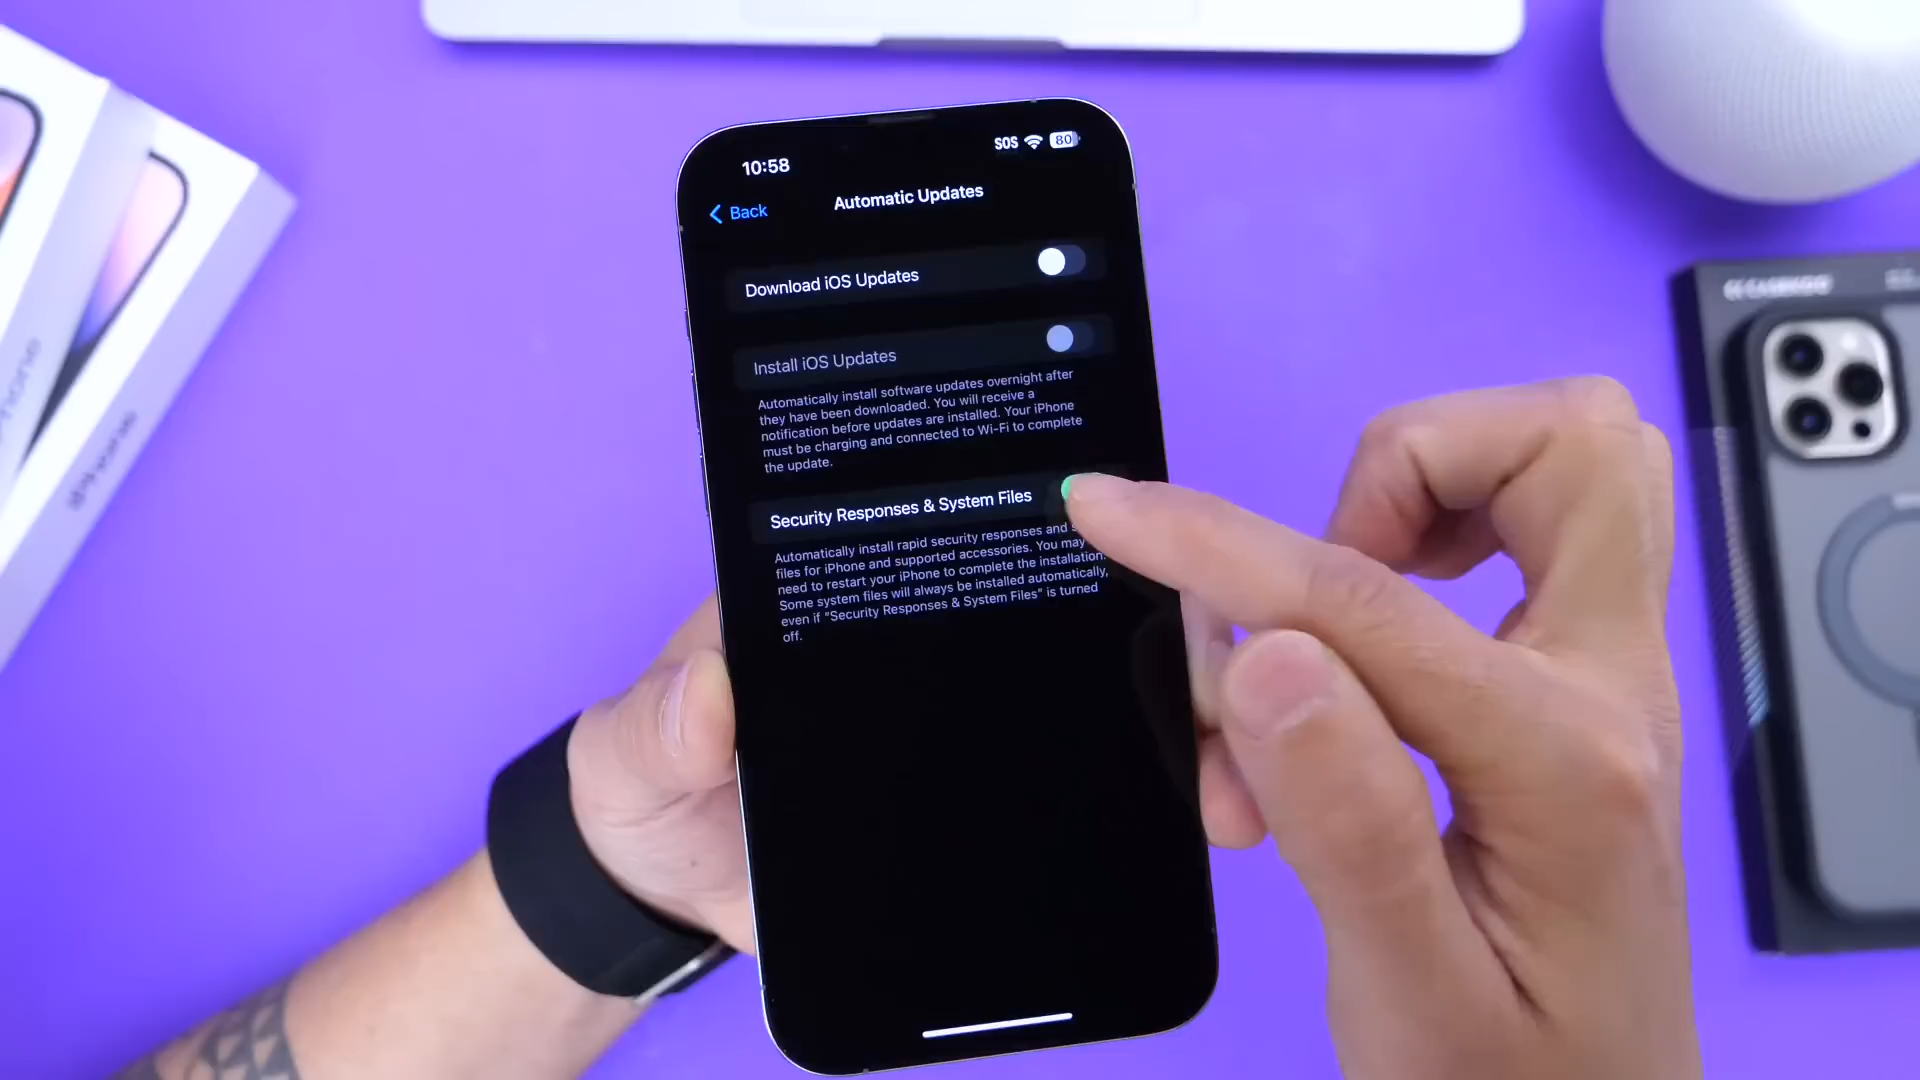 SOS
80
10:58
Back
Automatic Updates
Download iOS Updates
Install iOS Updates
Automatically install software updates overnight after
they have been downloaded. You will receive a
notification before updates are installed. Your iPhone
must be charging and connected to Wi-Fi to complete
the update.
Security Responses & System Files
Automatically install rapid security responses and
files for iPhone and supported accessories. You may
need to restart your iPhone to complete the installation.
Some system files will always be installed automatically,
even if "Security Responses & System Files" is turned
off.
iPhone